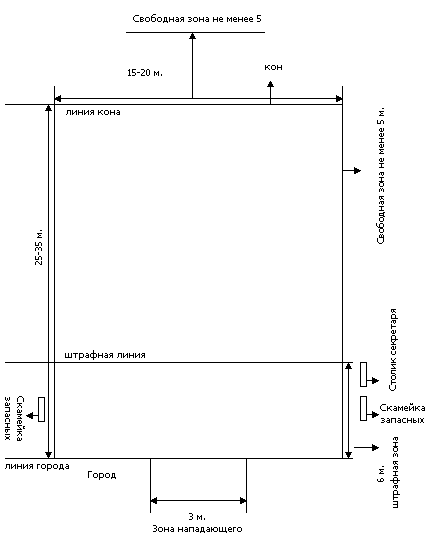 Свободная зона не менее 5
15-20 м.
кон
линия кона
Свободная зона не менее 5 м.
25-35 м.
штрафная линия
Столик секретаря
Скамейка
запасных
Скамейка
запасных
линия города
Город
6 м.
штрафная зона
3 м.
Зона нападающего